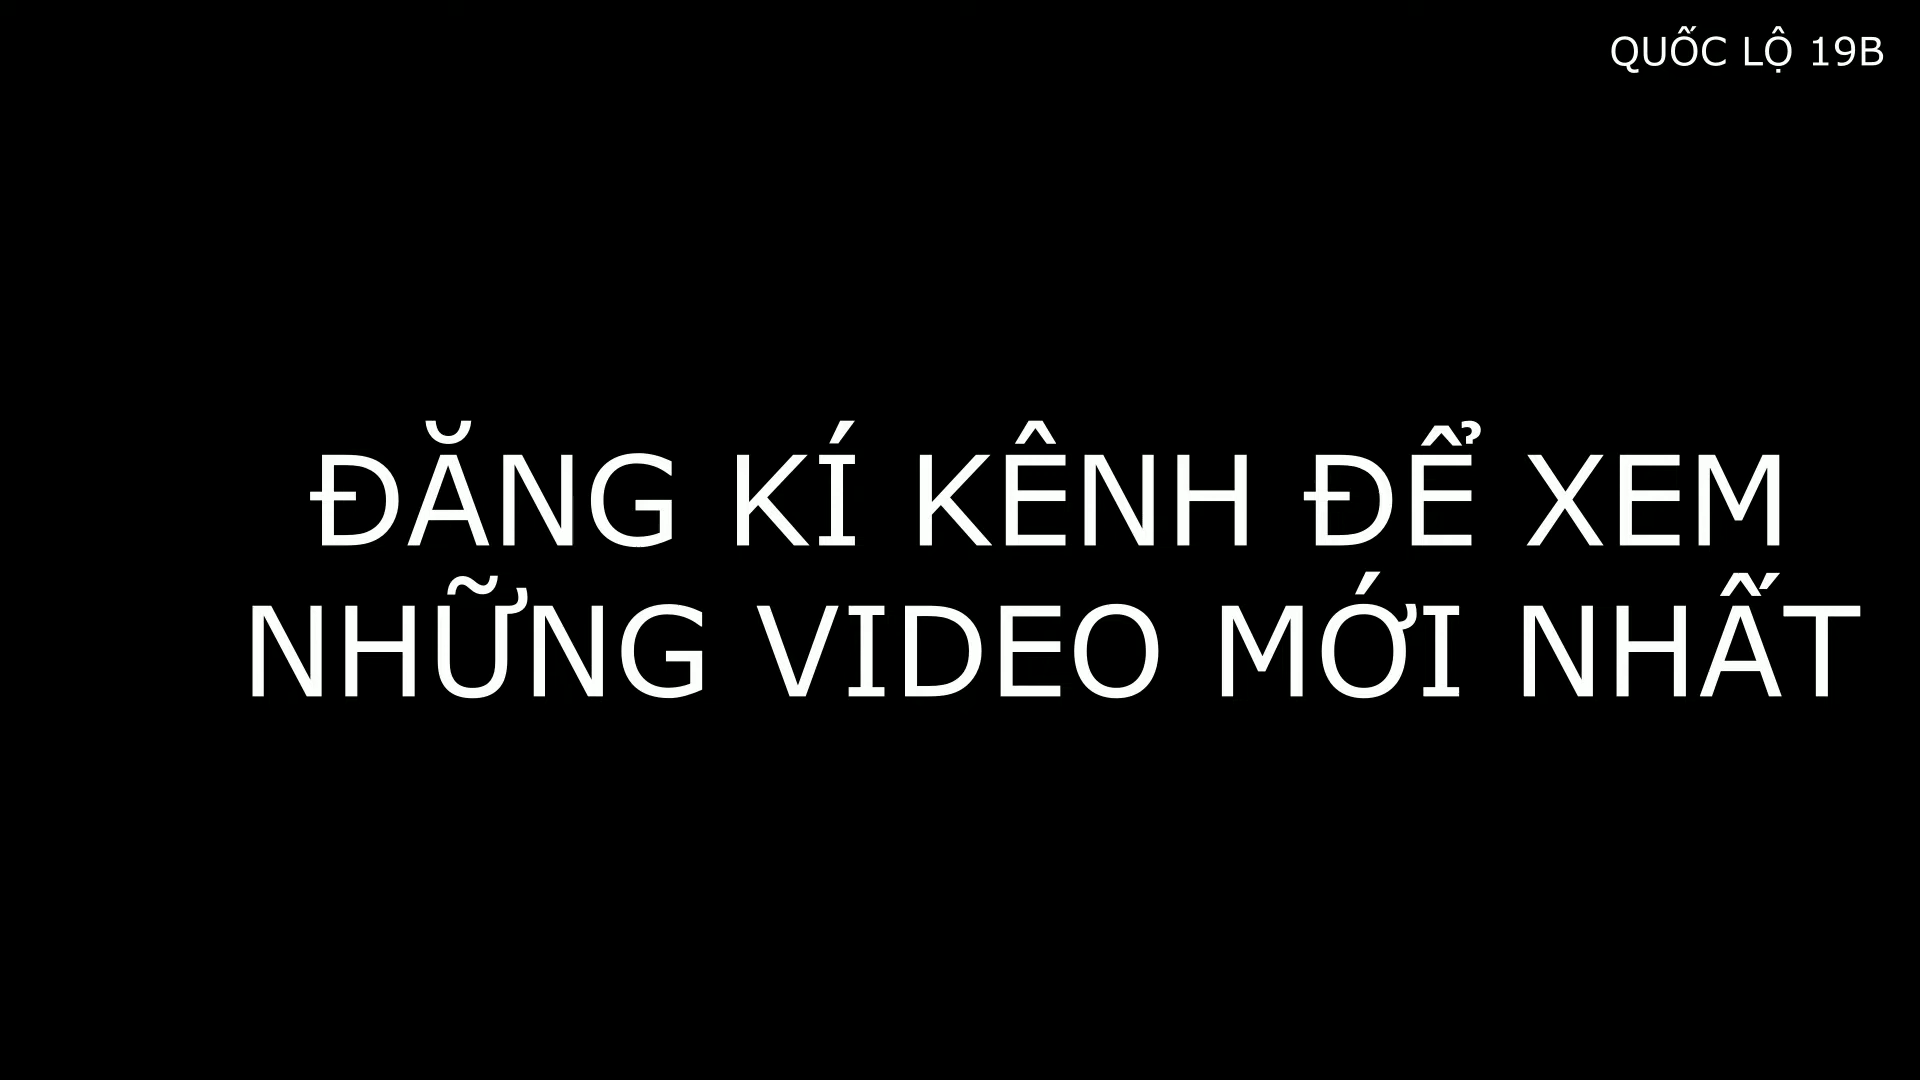 QUỐC LỘ 19B
ĐĂNG KÍ KÊNH ĐỂ XEM
NHỮNG VIDEO MỚI NHẤT